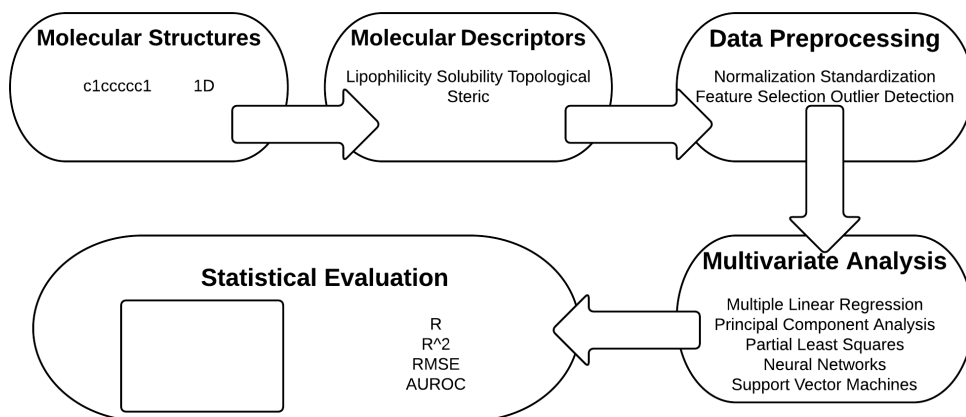 Molecular Structures
c1ccccc1 1D
Molecular Descriptors
Lipophilicity Solubility Topological
Steric
Data Preprocessing
Normalization Standardization
Feature Selection Outlier Detection
Multivariate Analysis
Multiple Linear Regression
Principal Component Analysis
Partial Least Squares
Neural Networks
Support Vector Machines
Statistical Evaluation
R
R^2
RMSE
AUROC